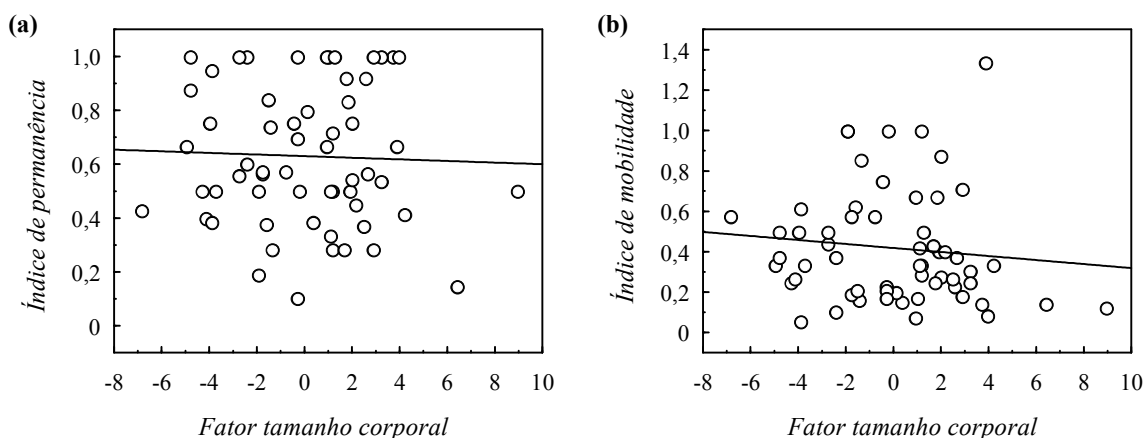 (a)
Índice de permanência
1,0
0,8
0,6
0,4
0,2
0
-8 -6 -4 -2 0 2 4 6 8 10
Fator tamanho corporal
(b)
Índice de mobilidade
1,4
1,2
1,0
0,8
0,6
0,4
0,2
0
-8 -6 -4 -2 0 2 4 6 8 10
Fator tamanho corporal